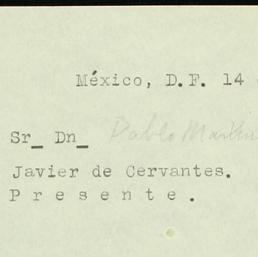 México, D.F. 14
Sr_ Dn_ Pablo
Javier de Cervantes.
P r e s e n t e .